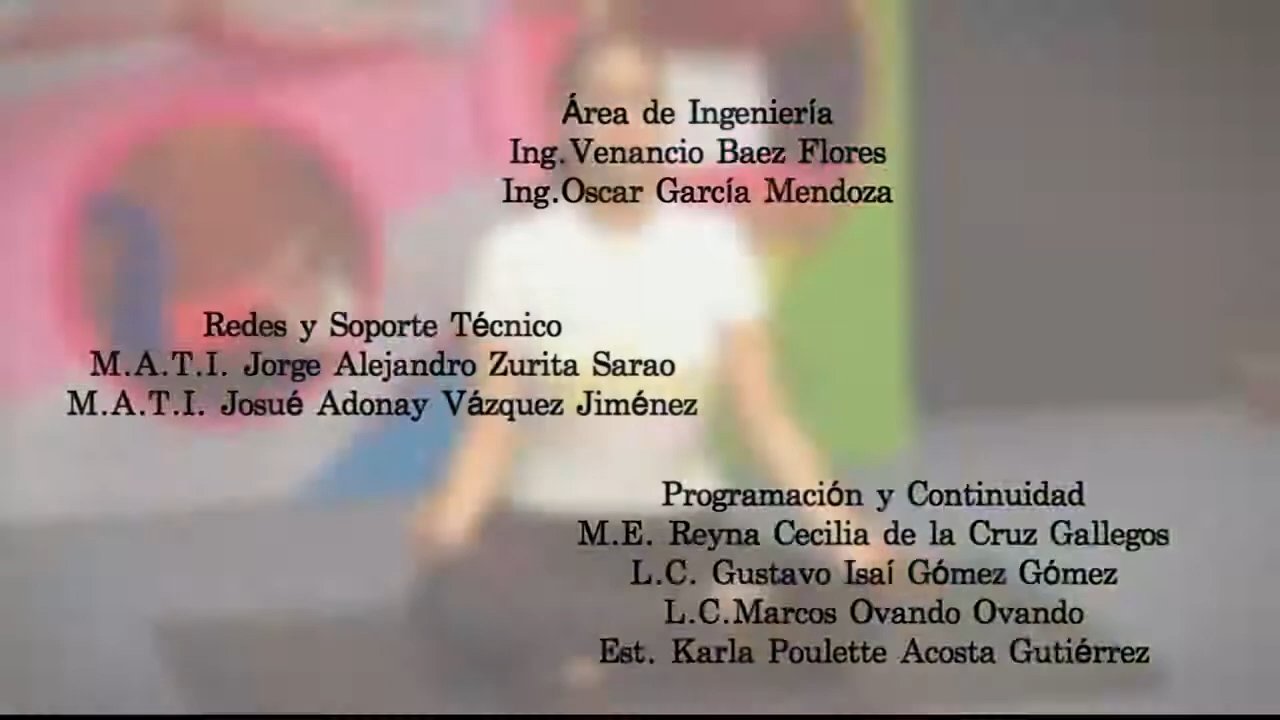 Área de Ingeniería
Ing.Venancio Baez Flores
Ing.Oscar García Mendoza
Redes y Soporte Técnico
M.A.T.I. Jorge Alejandro Zurita Sarao
M.A.T.I. Josué Adonay Vázquez Jiménez
Programación y Continuidad
M.E. Reyna Cecilia de la Cruz Gallegos
L.C. Gustavo Isaí Gómez Gómez
L.C.Marcos Ovando Ovando
Est. Karla Poulette Acosta Gutiérrez